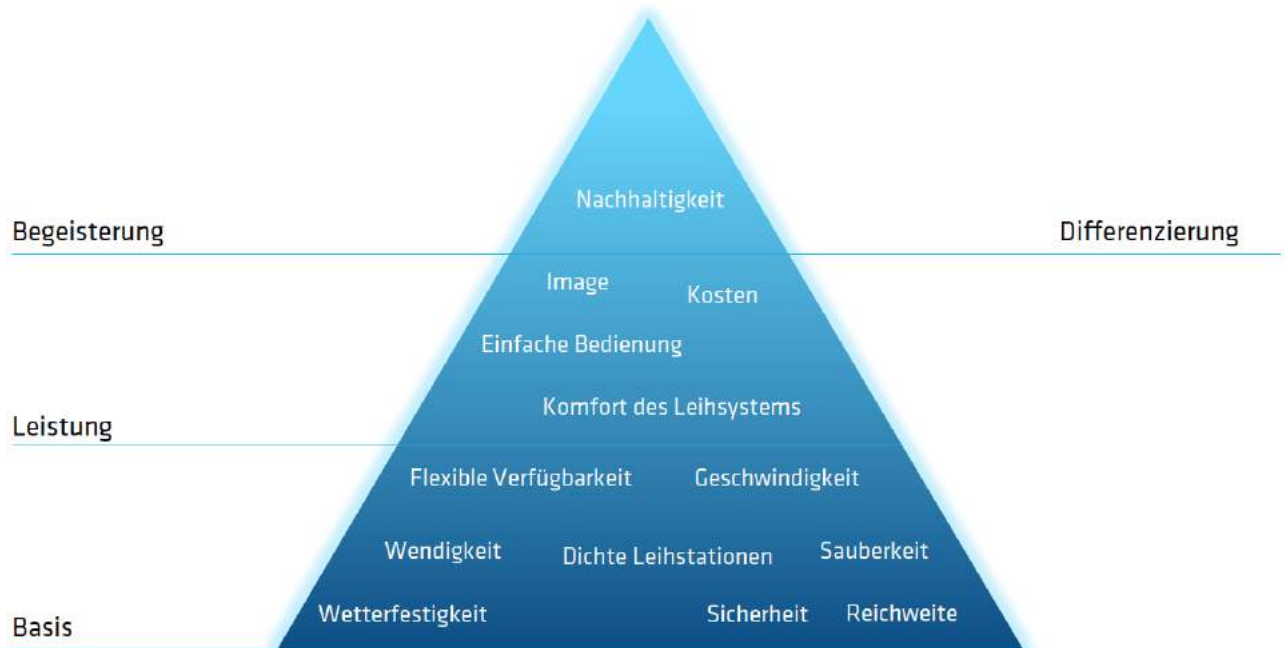 Nachhaltigkeit
Begeisterung
Differenzierung
Image
Kosten
Einfache Bedienung
Komfort des Leihsystems
Leistung
Flexible Verfügbarkeit
Geschwindigkeit
Wendigkeit
Dichte Leihstationen
Sauberkeit
Wetterfestigkeit
Sicherheit
Reichweite
Basis